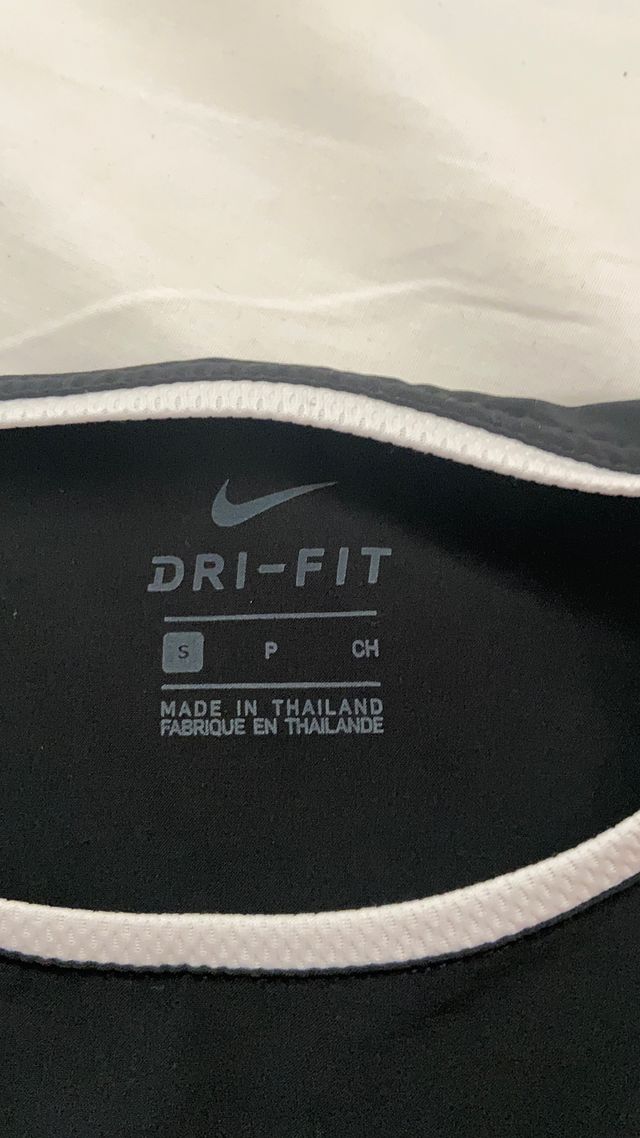 DRI-FIT
S P CH
MADE IN THAILAND
FABRIQUE EN THAILANDE